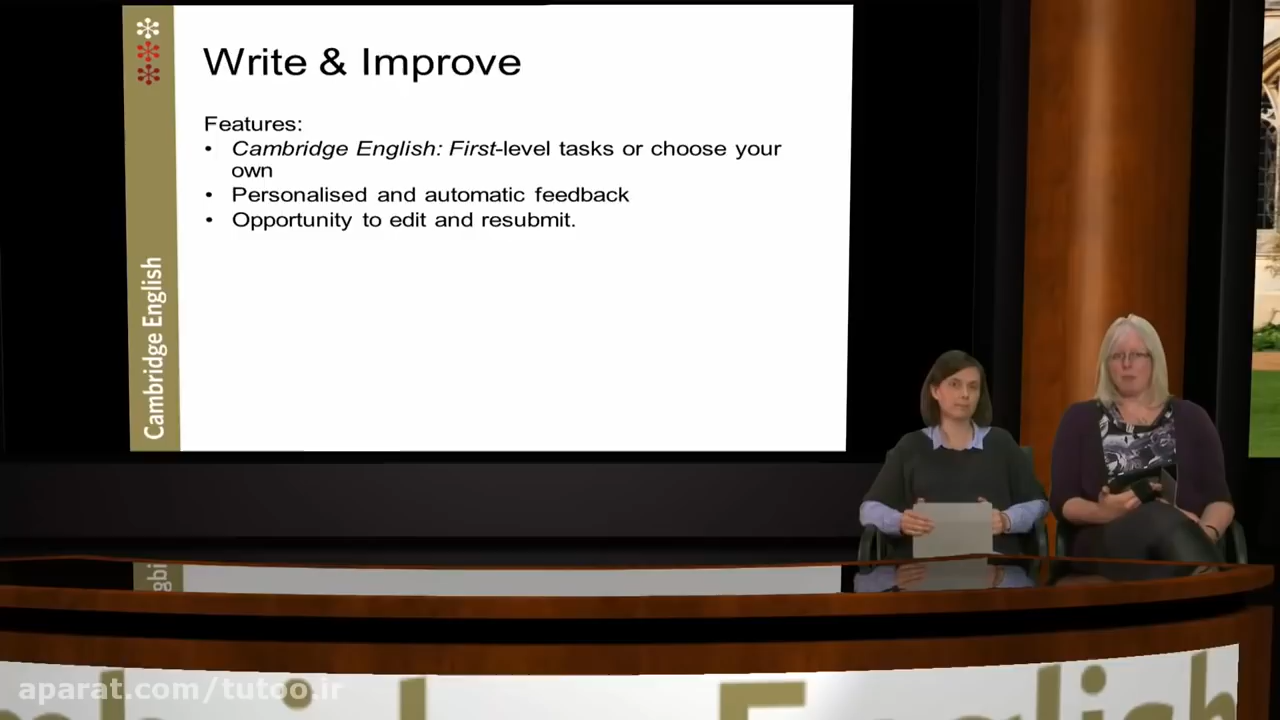 Write & Improve
Features:
• Cambridge English: First-level tasks or choose your
own
• Personalised and automatic feedback
• Opportunity to edit and resubmit.
Cambridge English
aparat.com/tutoo.ir
English